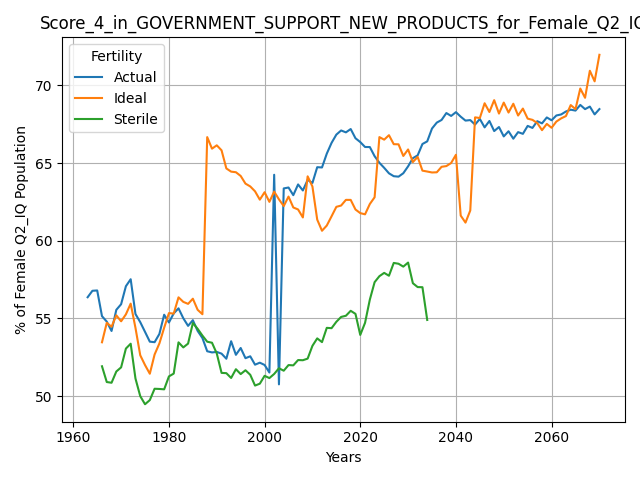 Score_4_in_GOVERNMENT_SUPPORT_NEW_PRODUCTS_for_Female_Q2_IQ
Fertility
Actual
Ideal
Sterile
% of Female Q2_IQ Population
70
65
60
55
50
1960
1980
2000
2020
2040
2060
Years